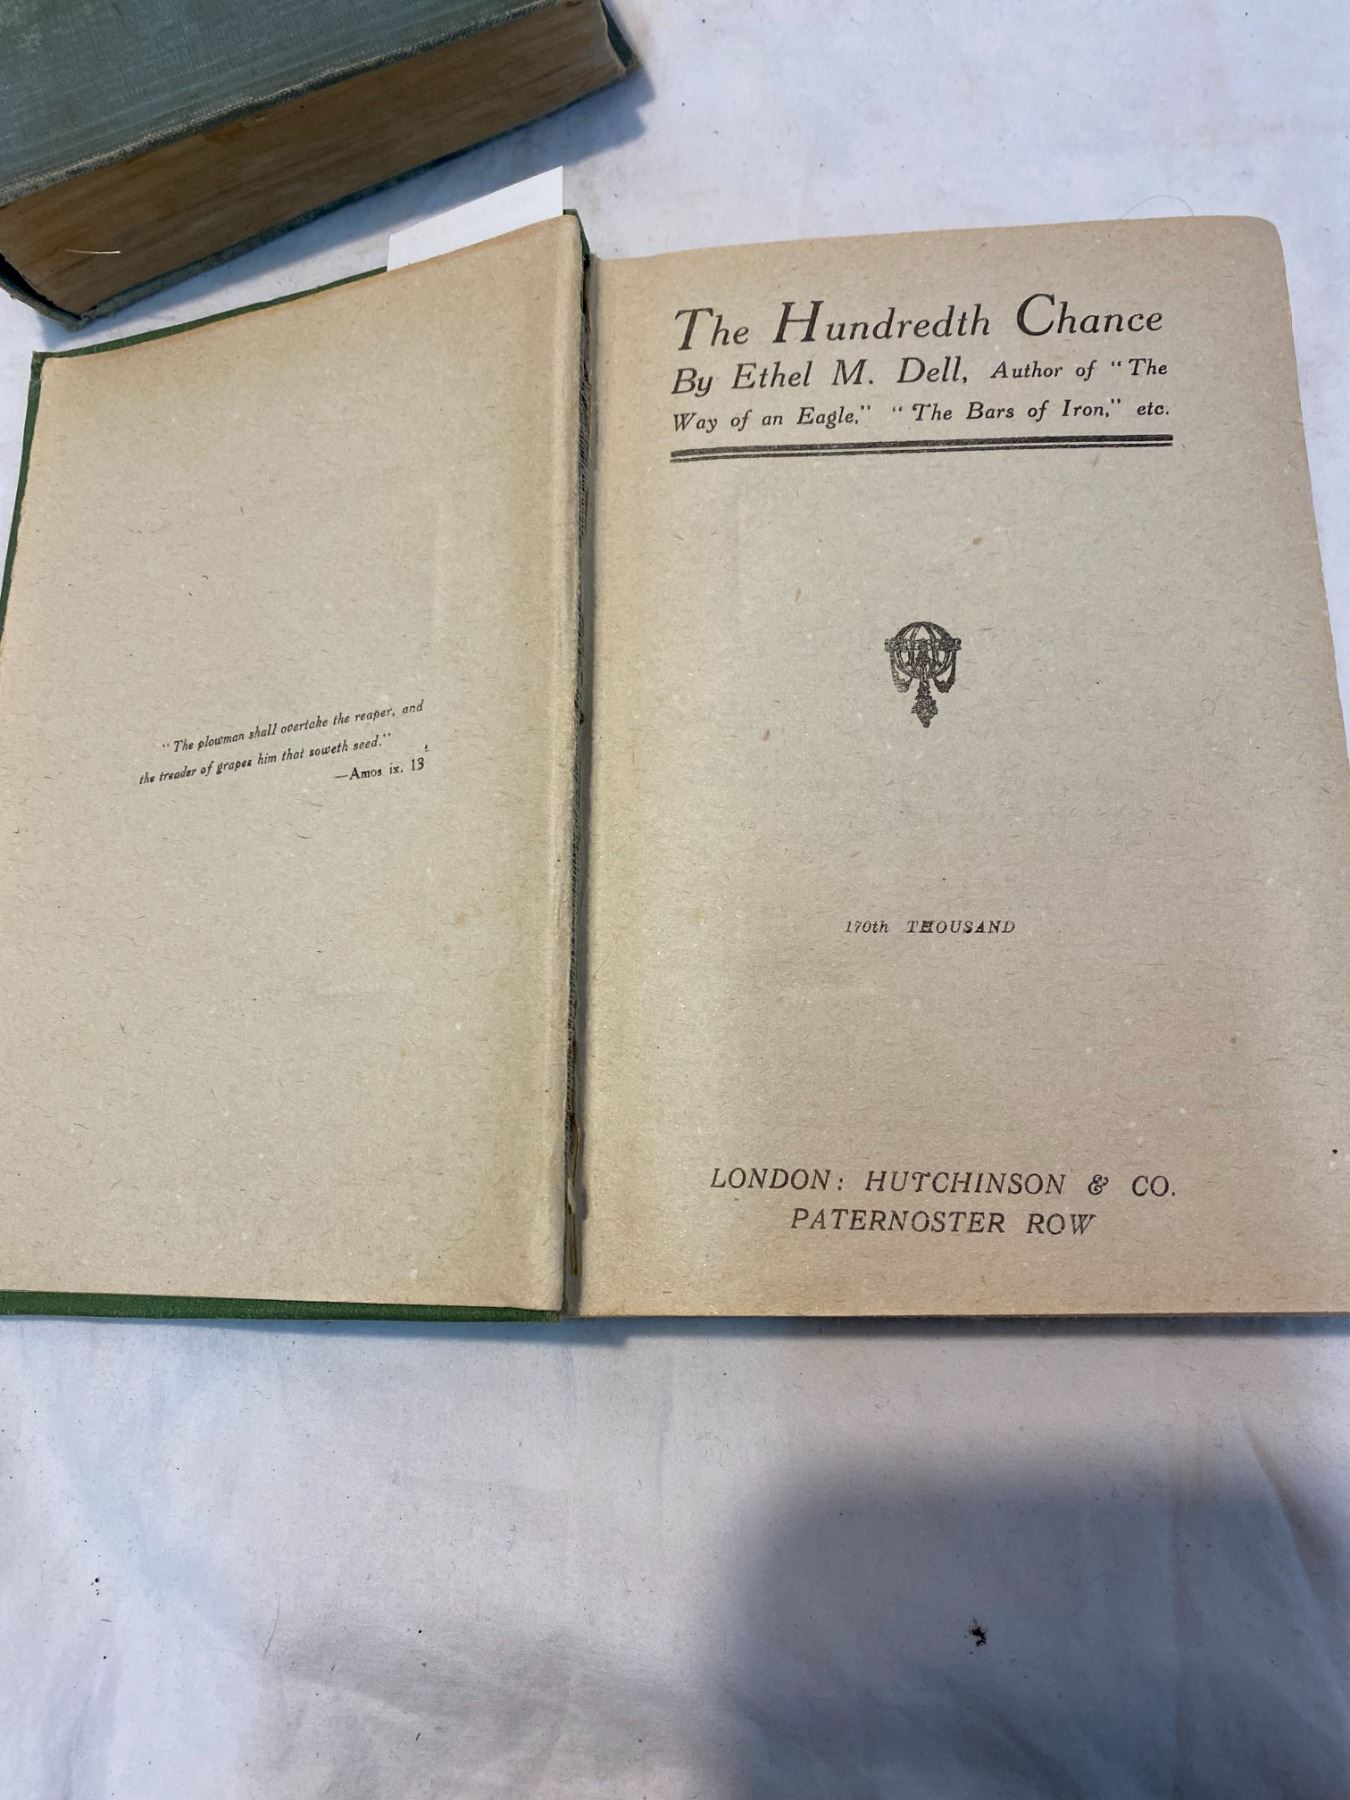 "The plowman shall overtake the reaper, and
the treader of grapes him that soweth seed."
—Amos ix. 13
The Hundredth Chance
By Ethel M. Dell, Author of "The
Way of an Eagle," "The Bars of Iron," etc.
170th THOUSAND
LONDON: HUTCHINSON & CO.
PATERNOSTER ROW